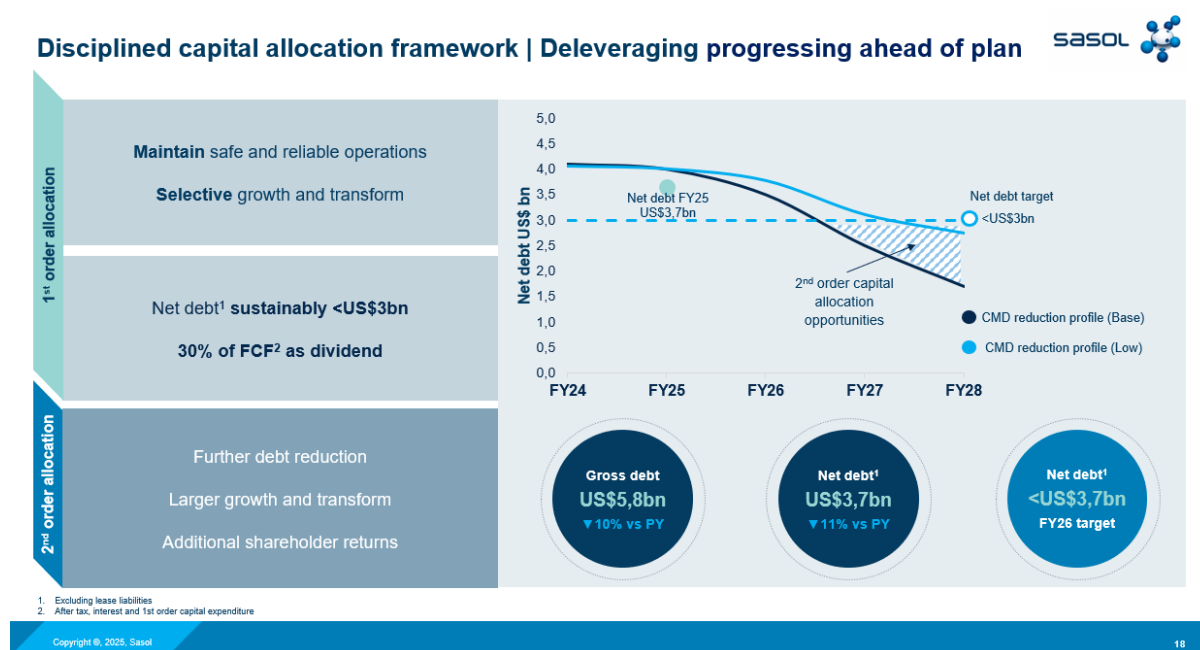 Disciplined capital allocation framework | Deleveraging progressing ahead of plan
sasol
1st order allocation
Maintain safe and reliable operations
Selective growth and transform
Net debt¹ sustainably <US$3bn
30% of FCF² as dividend
2nd order allocation
Further debt reduction
Larger growth and transform
Additional shareholder returns
Net debt US$ bn
5,0
4,5
4,0
3,5
3,0
2,5
2,0
1,5
1,0
0,5
0,0
FY24
FY25
FY26
FY27
FY28
Net debt FY25
US$3,7bn
Net debt target
<US$3bn
2nd order capital
allocation
opportunities
CMD reduction profile (Base)
CMD reduction profile (Low)
Gross debt
US$5,8bn
▼10% vs PY
Net debt¹
US$3,7bn
▼11% vs PY
Net debt¹
<US$3,7bn
FY26 target
1. Excluding lease liabilities
2. After tax, interest and 1st order capital expenditure
Copyright ©, 2025, Sasol
18